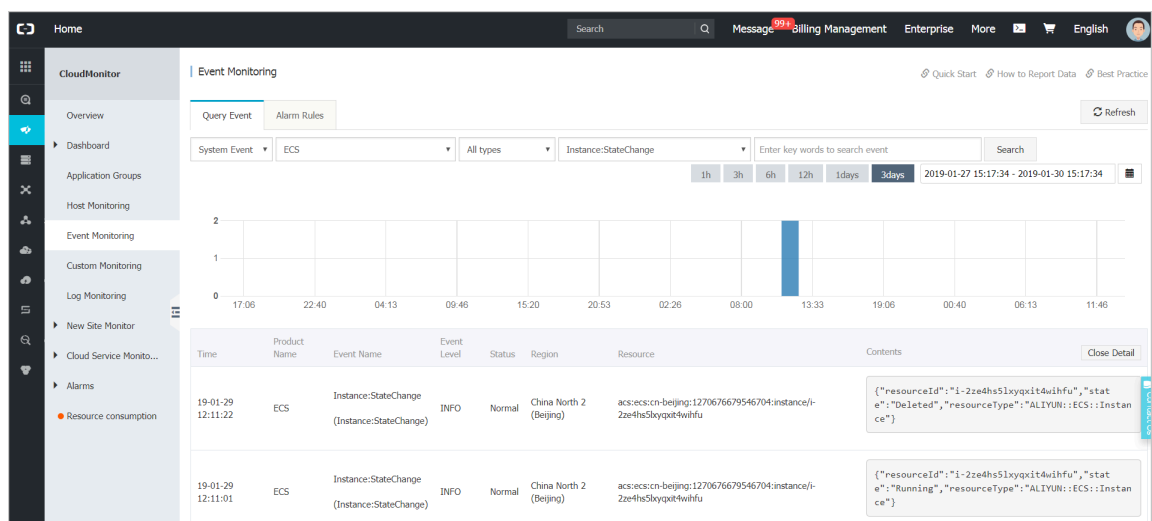 Home
Search
Message
99+
Billing Management
Enterprise
More
English
CloudMonitor
Overview
Dashboard
Application Groups
Host Monitoring
Event Monitoring
Custom Monitoring
Log Monitoring
New Site Monitor
Cloud Service Monito...
Alarms
Resource consumption
Event Monitoring
Quick Start
How to Report Data
Best Practice
Query Event
Alarm Rules
Refresh
System Event
ECS
All types
Instance:StateChange
Enter key words to search event
Search
1h
3h
6h
12h
1days
3days
2019-01-27 15:17:34 - 2019-01-30 15:17:34
2
1
0
17:06 22:40 04:13 09:46 15:20 20:53 02:26 08:00 13:33 19:06 00:40 06:13 11:46
Time
Product
Name
Event Name
Event
Level
Status
Region
Resource
Contents
Close Detail
19-01-29
12:11:22
ECS
Instance:StateChange
(Instance:StateChange)
INFO
Normal
China North 2
(Beijing)
acs:ecs:cn-beijing:1270676679546704:instance/i-
2ze4hs5lxyqxit4wihfu
{"resourceId":"i-2ze4hs5lxyqxit4wihfu","stat
e":"Deleted","resourceType":"ALIYUN::ECS::Instan
ce"}
19-01-29
12:11:01
ECS
Instance:StateChange
(Instance:StateChange)
INFO
Normal
China North 2
(Beijing)
acs:ecs:cn-beijing:1270676679546704:instance/i-
2ze4hs5lxyqxit4wihfu
{"resourceId":"i-2ze4hs5lxyqxit4wihfu","stat
e":"Running","resourceType":"ALIYUN::ECS::Instan
ce"}